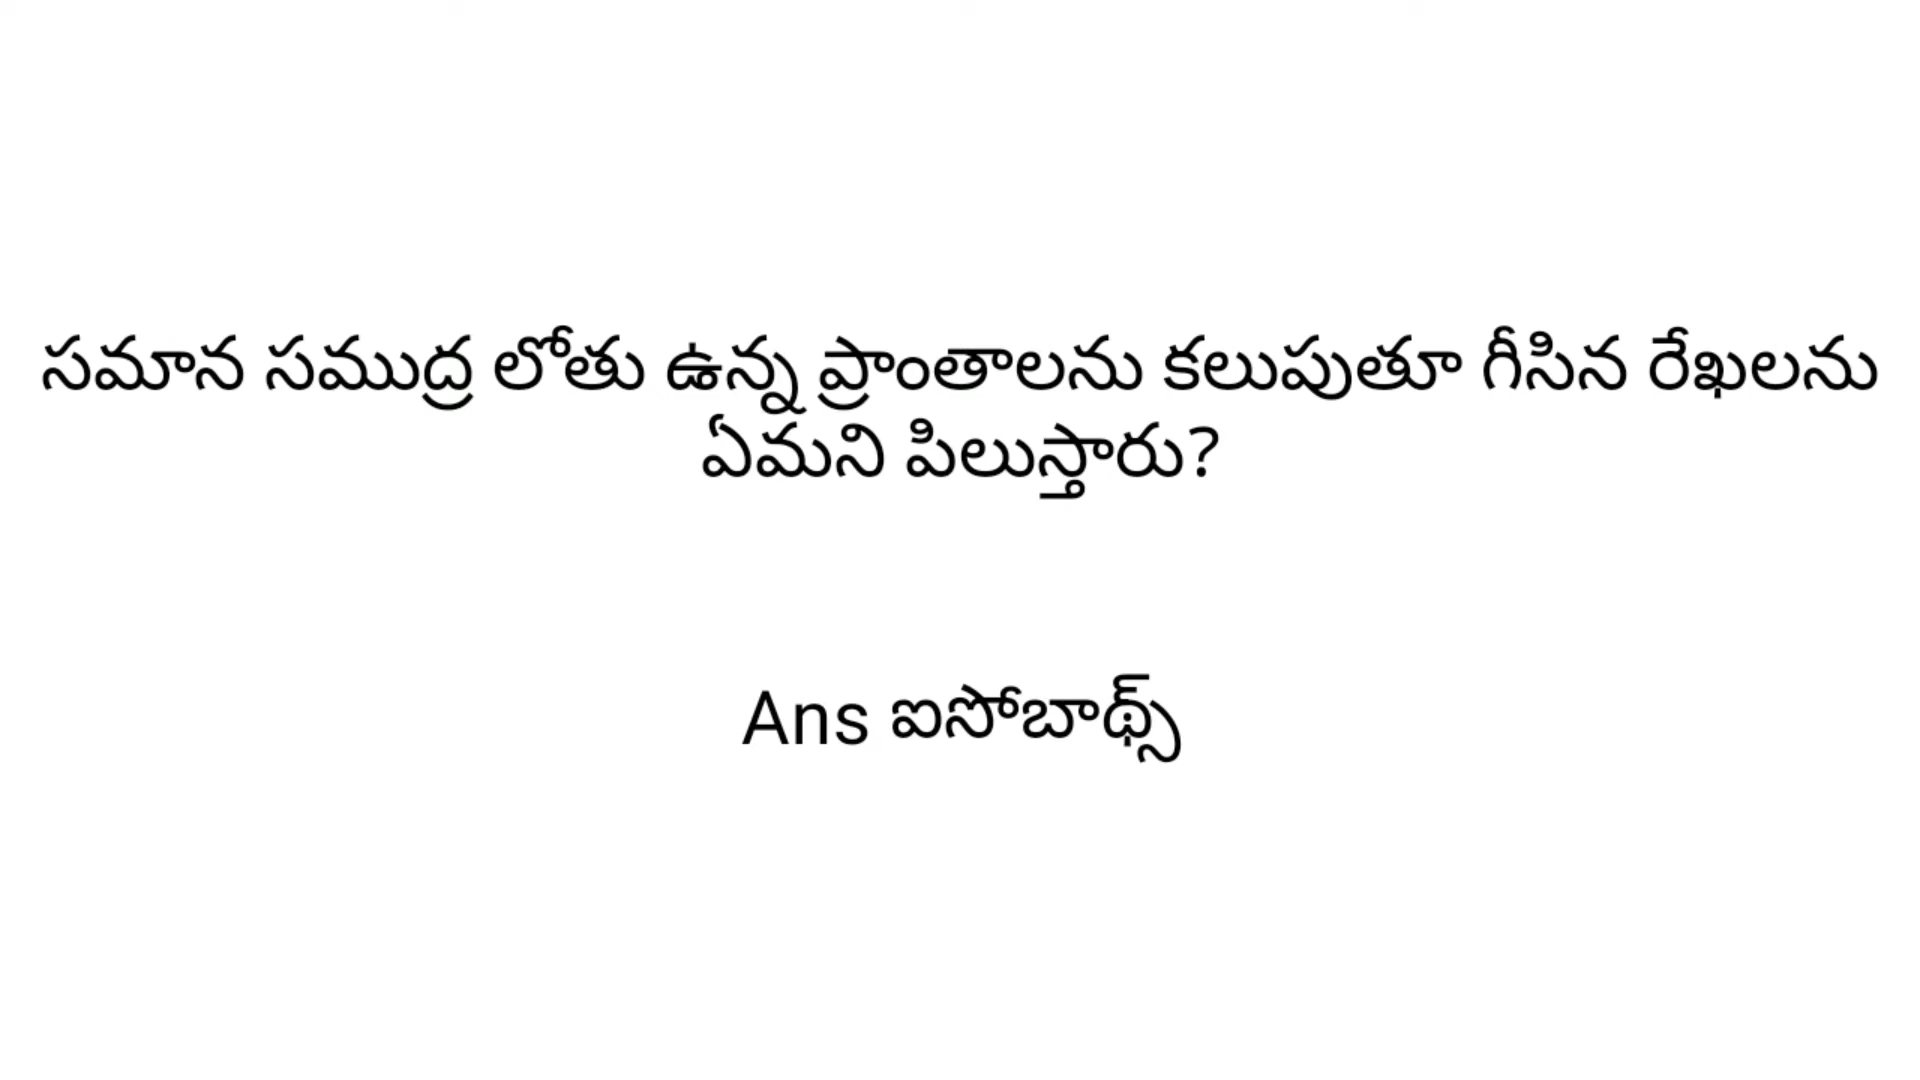 సమాన సముద్ర లోతు ఉన్న ప్రాంతాలను కలుపుతూ గీసిన రేఖలను
ఏమని పిలుస్తారు?
Ans ఐసోబాథ్స్